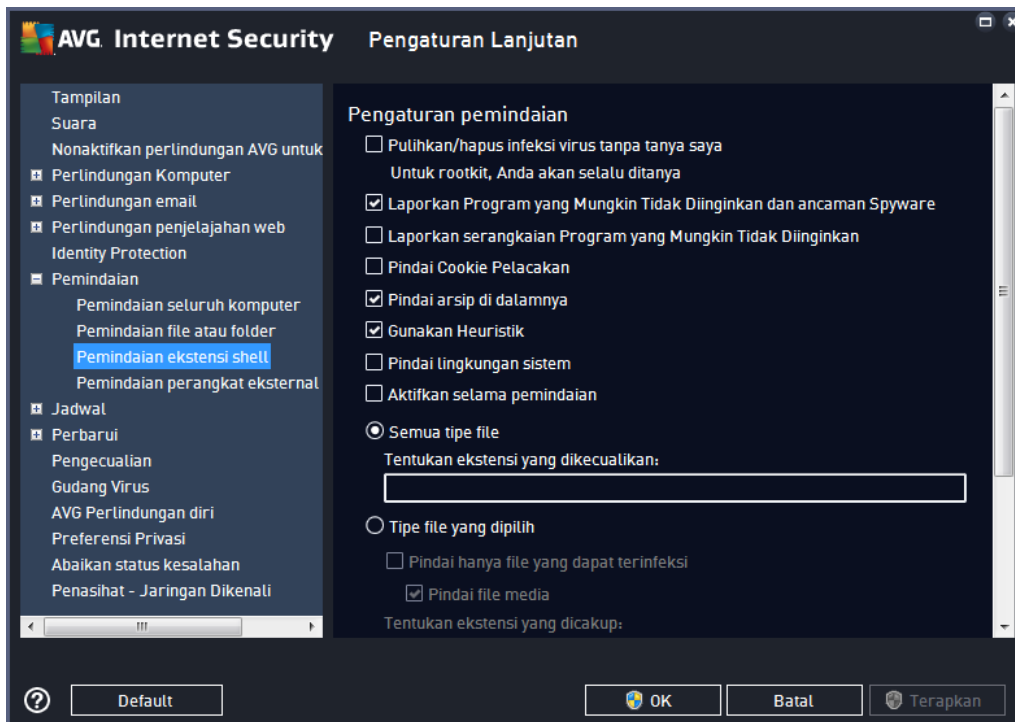 AVG. Internet Security Pengaturan Lanjutan
Tampilan
Suara
Nonaktifkan perlindungan AVG untuk
Perlindungan Komputer
Perlindungan email
Perlindungan penjelajahan web
Identity Protection
Pemindaian
Pemindaian seluruh komputer
Pemindaian file atau folder
Pemindaian ekstensi shell
Pemindaian perangkat eksternal
Jadwal
Perbarui
Pengecualian
Gudang Virus
AVG Perlindungan diri
Preferensi Privasi
Abaikan status kesalahan
Penasihat - Jaringan Dikenali
Pengaturan pemindaian
Pulihkan/hapus infeksi virus tanpa tanya saya
Untuk rootkit, Anda akan selalu ditanya
Laporkan Program yang Mungkin Tidak Diinginkan dan ancaman Spyware
Laporkan serangkaian Program yang Mungkin Tidak Diinginkan
Pindai Cookie Pelacakan
Pindai arsip di dalamnya
Gunakan Heuristik
Pindai lingkungan sistem
Aktifkan selama pemindaian
Semua tipe file
Tentukan ekstensi yang dikecualikan:
Tipe file yang dipilih
Pindai hanya file yang dapat terinfeksi
Pindai file media
Tentukan ekstensi yang dicakup:
? Default OK Batal Terapkan